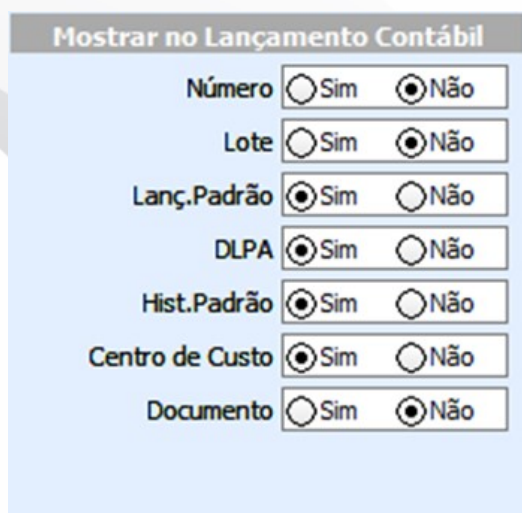 Mostrar no Lançamento Contábil
Número Sim Não
Lote Sim Não
Lanç.Padrão Sim Não
DLPA Sim Não
Hist.Padrão Sim Não
Centro de Custo Sim Não
Documento Sim Não